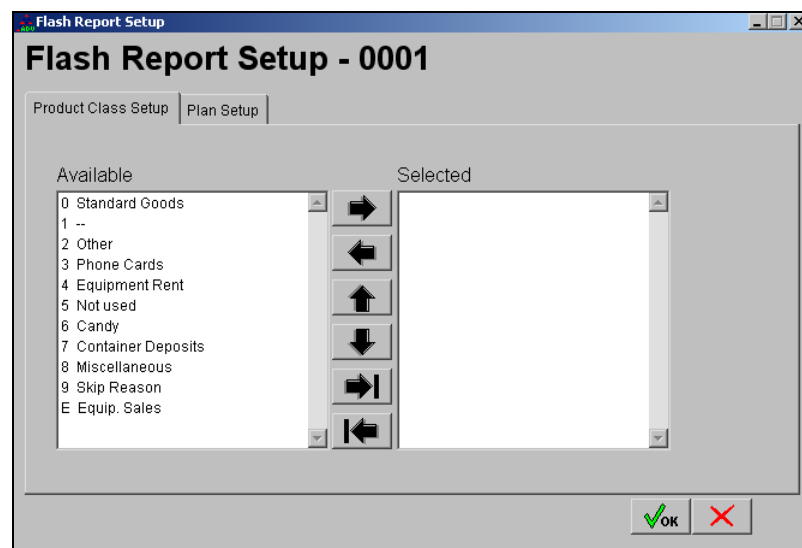 Flash Report Setup
Flash Report Setup - 0001
Product Class Setup
Plan Setup
Available
Selected
0 Standard Goods
1 --
2 Other
3 Phone Cards
4 Equipment Rent
5 Not used
6 Candy
7 Container Deposits
8 Miscellaneous
9 Skip Reason
E Equip. Sales
OK